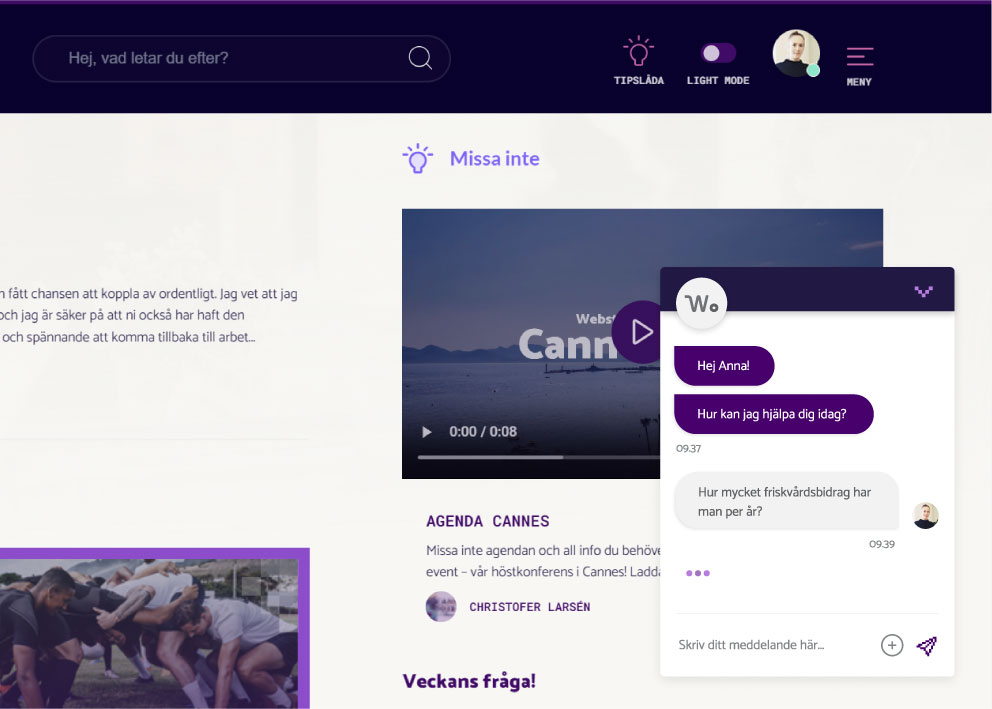 Hej, vad letar du efter?
TIPSLÅDA
LIGHT MODE
MENY
Missa inte
fått chansen att koppla av ordentligt. Jag vet att jag
och jag är säker på att ni också har haft den
och spännande att komma tillbaka till arbet...
Cann
0:00 / 0:08
AGENDA CANNES
Missa inte agendan och all info du behöve
event – vår höstkonferens i Cannes! Ladda
CHRISTOFER LARSÉN
Veckans fråga!
W.
Hej Anna!
Hur kan jag hjälpa dig idag?
09.37
Hur mycket friskvårdsbidrag har
man per år?
09.39
Skriv ditt meddelande här...